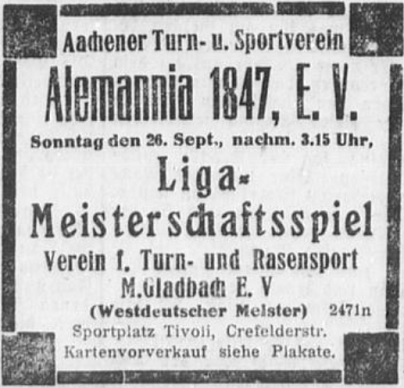 Aachener Turn- u. Sportverein
Alemannia 1847, E. V.
Sonntag den 26. Sept., nachm. 3.15 Uhr,
Liga-
Meisterschaftsspiel
Verein f. Turn- und Rasensport
M.Gladbach E. V
(Westdeutscher Meister) 2471n
Sportplatz Tivoli, Crefelderstr.
Kartenvorverkauf siehe Plakate.